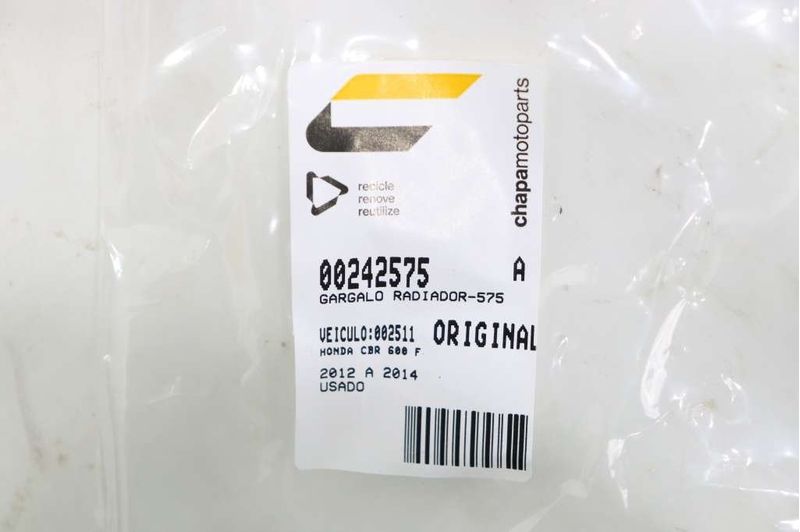 chapamotoparts
recicle
renove
reutilize
00242575 A
GARGALO RADIADOR-575
VEICULO:002511 ORIGINAL
HONDA CBR 600 F
2012 A 2014
USADO